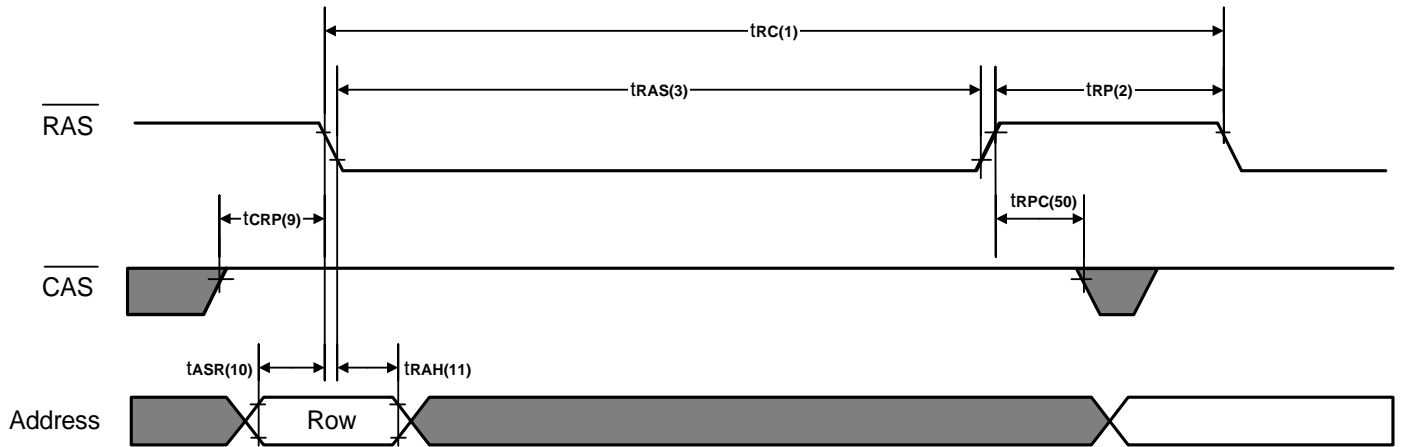 tRC(1)
tRAS(3)
tRP(2)
RAS
tRPC(50)
tCRP(9)
CAS
tASR(10)
tRAH(11)
Address
Row